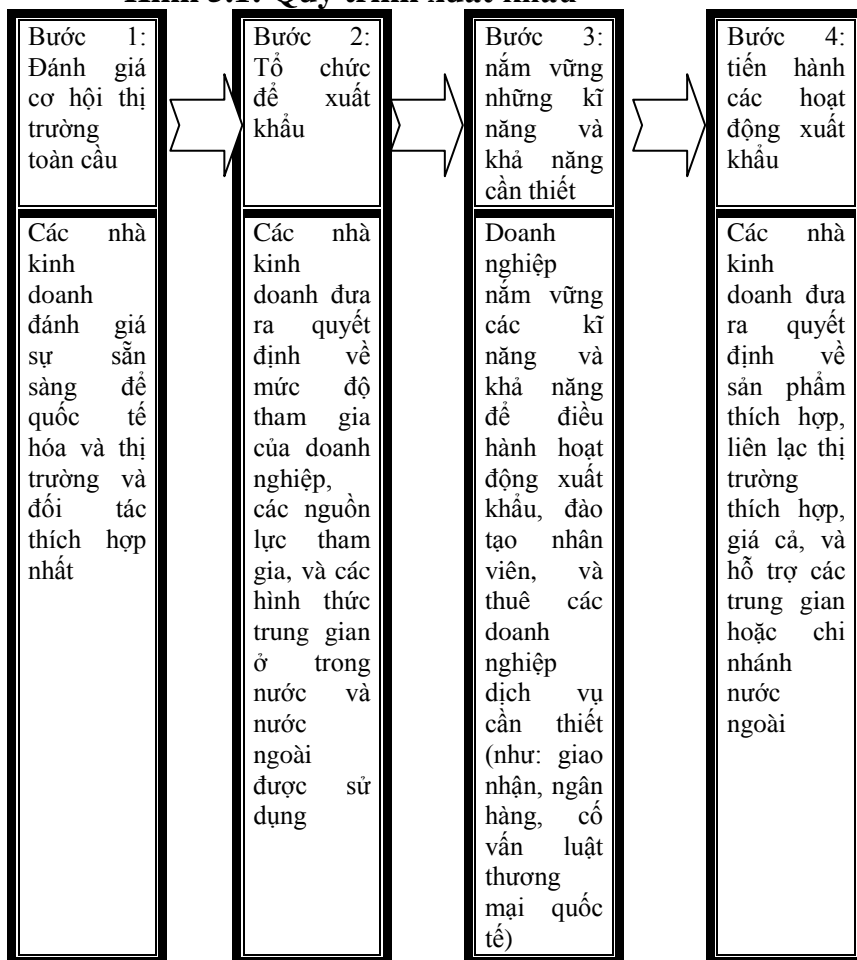 Hình 3.1: Quy trình xuất khẩu
Bước 1:
Đánh giá
cơ hội thị
trường
toàn cầu
Các nhà
kinh
doanh
đánh giá
sự sẵn
sàng để
quốc tế
hóa và thị
trường và
đối tác
thích hợp
nhất
Bước 2:
Tổ chức
để xuất
khẩu
Các nhà
kinh
doanh đưa
ra quyết
định về
mức độ
tham gia
của doanh
nghiệp,
các nguồn
lực tham
gia, và các
hình thức
trung gian
ở trong
nước và
nước
ngoài
được sử
dụng
Bước 3:
nắm vững
những kĩ
năng và
khả năng
cần thiết
Doanh
nghiệp
nắm vững
các kĩ
năng và
khả năng
để điều
hành hoạt
động xuất
khẩu, đào
tạo nhân
viên, và
thuê các
doanh
nghiệp
dịch vụ
cần thiết
(như: giao
nhận, ngân
hàng, cố
vấn luật
thương
mại quốc
tế)
Bước 4:
tiến hành
các hoạt
động xuất
khẩu
Các nhà
kinh
doanh đưa
ra quyết
định về
sản phẩm
thích hợp,
liên lạc thị
trường
thích hợp,
giá cả, và
hỗ trợ các
trung gian
hoặc chi
nhánh
nước
ngoài